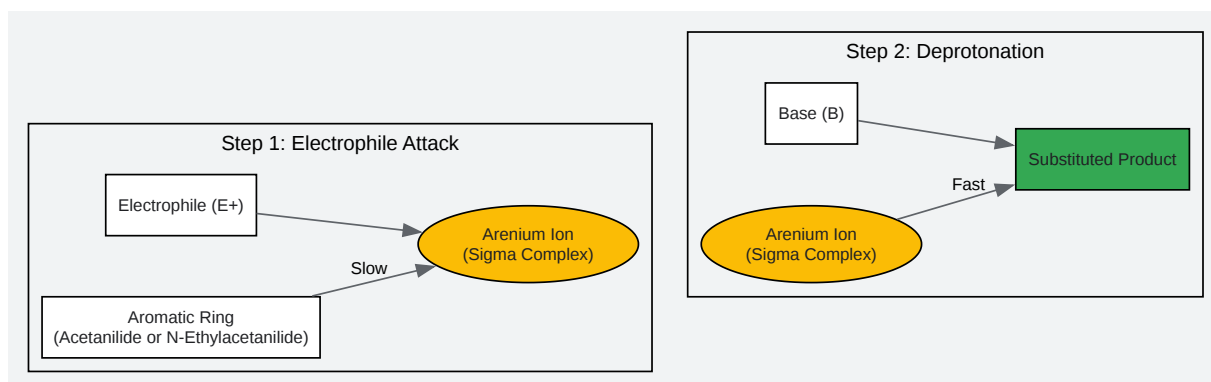 Step 1: Electrophile Attack
Electrophile (E+)
Arenium Ion
(Sigma Complex)
Slow
Aromatic Ring
(Acetanilide or N-Ethylacetanilide)
Step 2: Deprotonation
Base (B)
Substituted Product
Fast
Arenium Ion
(Sigma Complex)